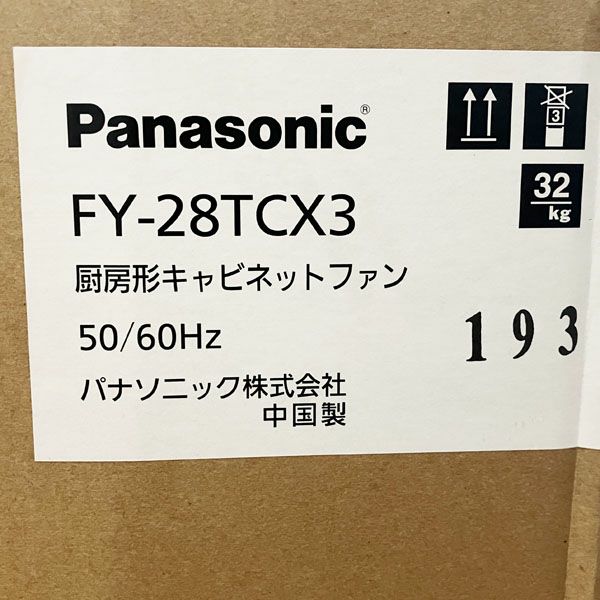 Panasonic®
3
FY-28TCX3
32
kg
厨房形キャビネットファン
50/60Hz
193
パナソニック株式会社
中国製